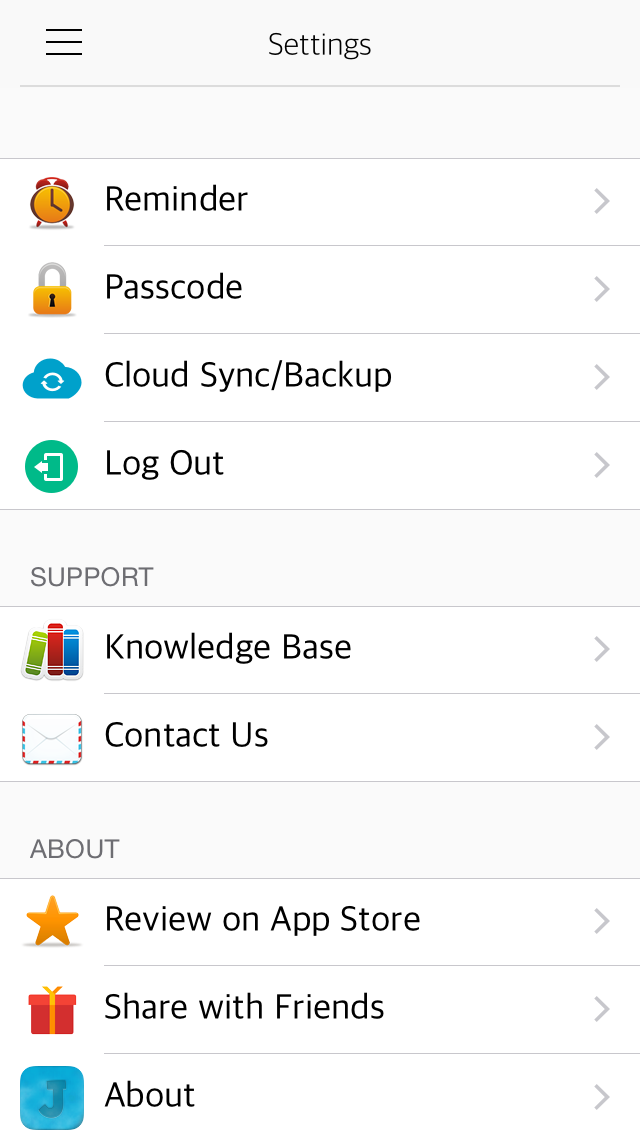 Settings
Reminder
Passcode
Cloud Sync/Backup
Log Out
SUPPORT
Knowledge Base
Contact Us
ABOUT
Review on App Store
Share with Friends
J
About